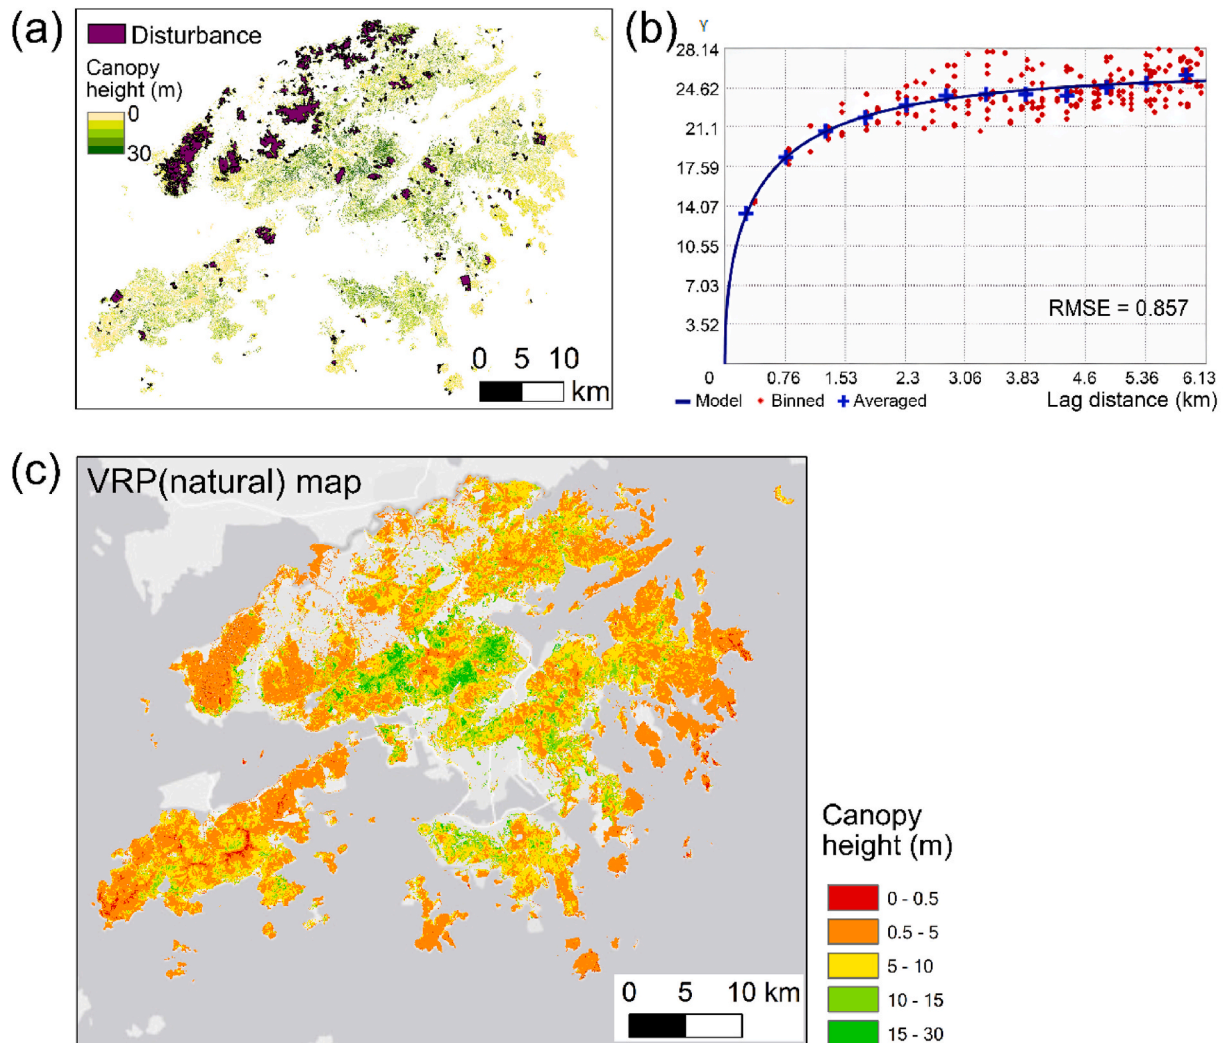 (a)
Disturbance
Canopy
height (m)
0
30
0 5 10
km
(b)
Y
28.14
24.62
21.1
17.59
14.07
10.55
7.03
3.52
RMSE = 0.857
0 0.76 1.53 2.3 3.06 3.83 4.6 5.36 6.13
Model Binned Averaged Lag distance (km)
(c)
VRP(natural) map
0 5 10 km
Canopy
height (m)
0 - 0.5
0.5 - 5
5 - 10
10 - 15
15 - 30